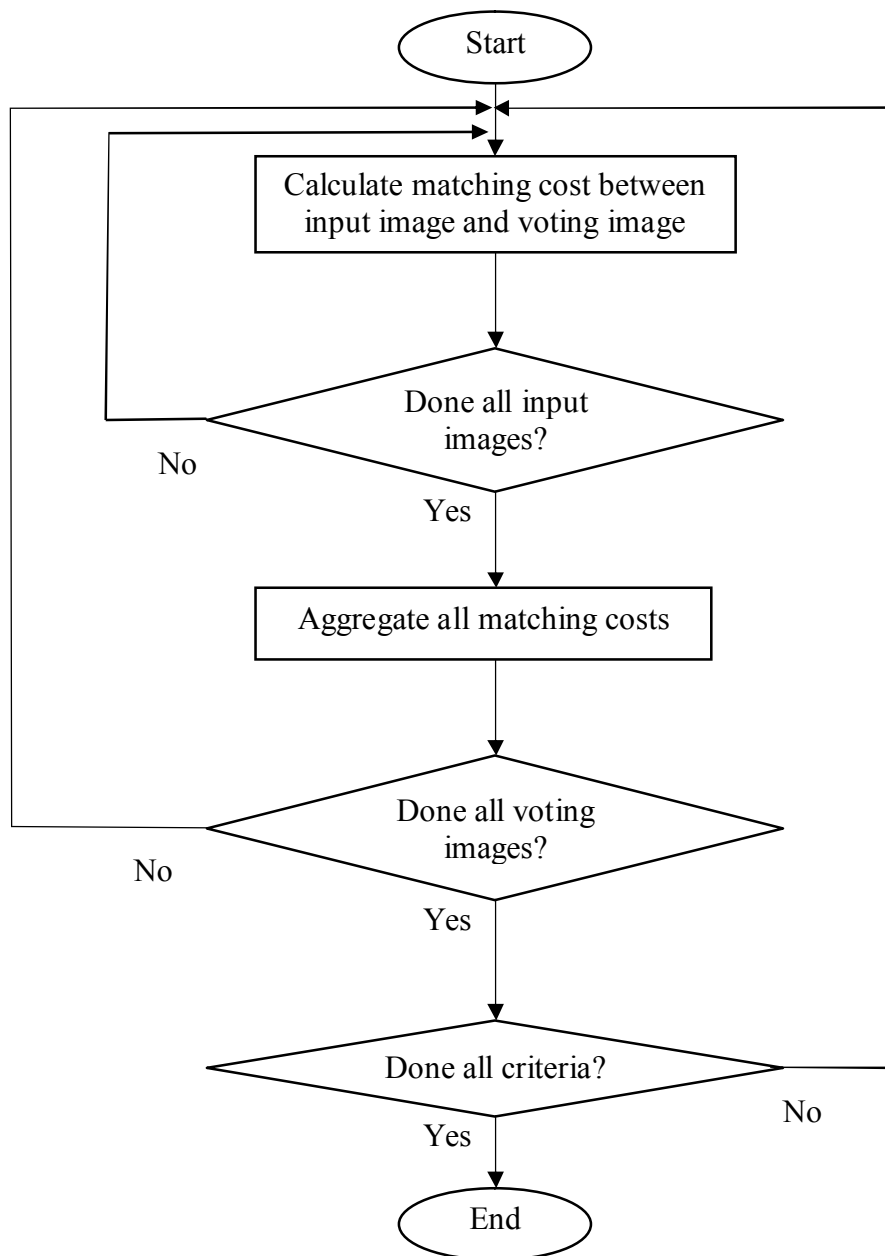 Start
Calculate matching cost between
input image and voting image
Done all input
images?
No
Yes
Aggregate all matching costs
Done all voting
images?
No
Yes
Done all criteria?
No
Yes
End